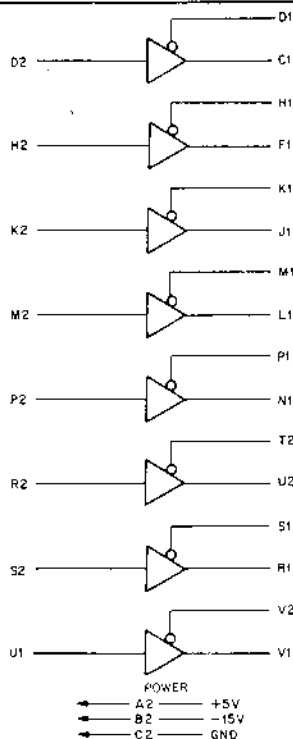 D1
D2 C1
H1
H2 F1
K1
K2 J1
M1
M2 L1
P1
P2 N1
T2
R2 U2
S1
S2 R1
V2
U1 V1
POWER
A2 +5V
B2 -15V
C2 GND